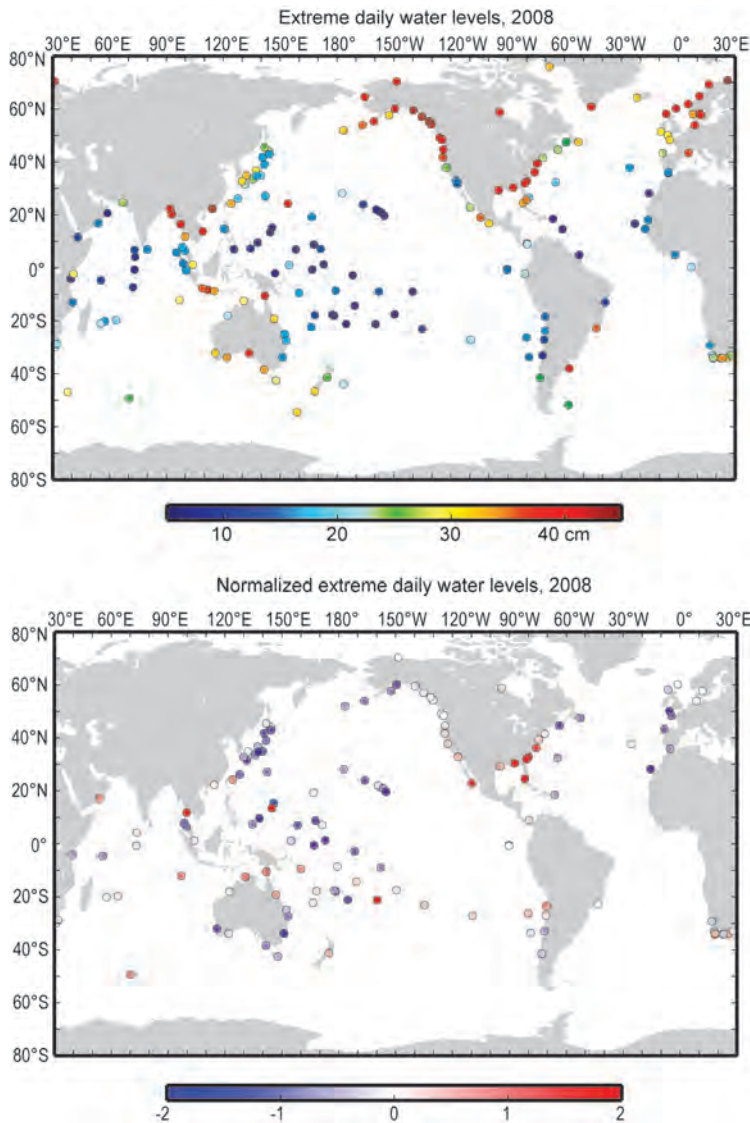 Extreme daily water levels, 2008
30°E 60°E 90°E 120°E 150°E 180° 150°W 120°W 90°W 60°W 30°W 0° 30°E
80°N
60°N
40°N
20°N
0°
20°S
40°S
60°S
80°S
10 20 30 40 cm
Normalized extreme daily water levels, 2008
30°E 60°E 90°E 120°E 150°E 180° 150°W 120°W 90°W 60°W 30°W 0° 30°E
80°N
60°N
40°N
20°N
0°
20°S
40°S
60°S
80°S
-2 -1 0 1 2